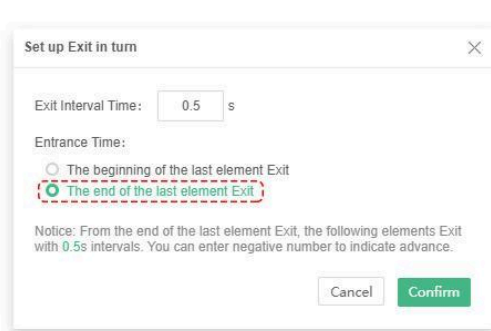 Set up Exit in turn
Exit Interval Time: 0.5 s
Entrance Time:
The beginning of the last element Exit
The end of the last element Exit
Notice: From the end of the last element Exit, the following elements Exit
with 0.5s intervals. You can enter negative number to indicate advance.
Cancel Confirm